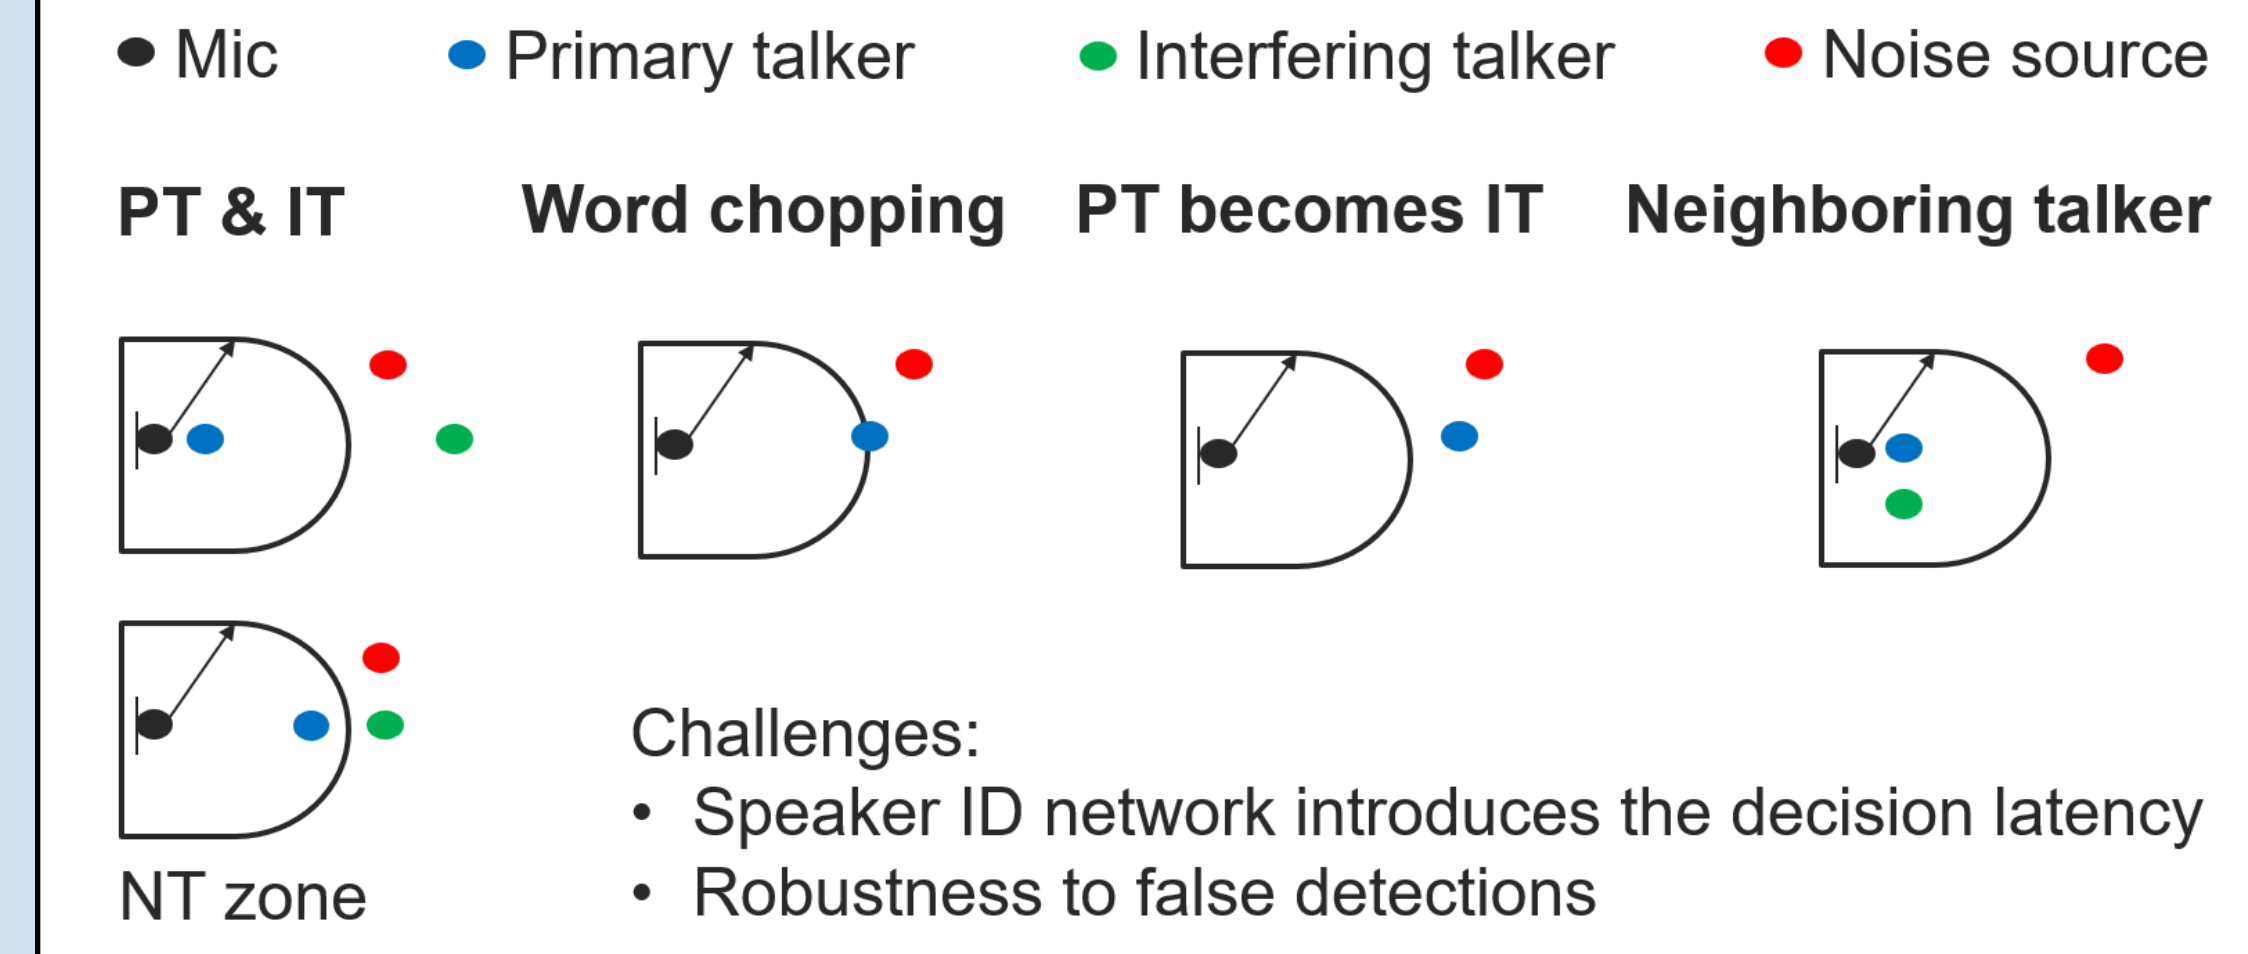 Mic
Primary talker
Interfering talker
Noise source
PT & IT
Word chopping
PT becomes IT
Neighboring talker
NT zone
Challenges:
• Speaker ID network introduces the decision latency
• Robustness to false detections